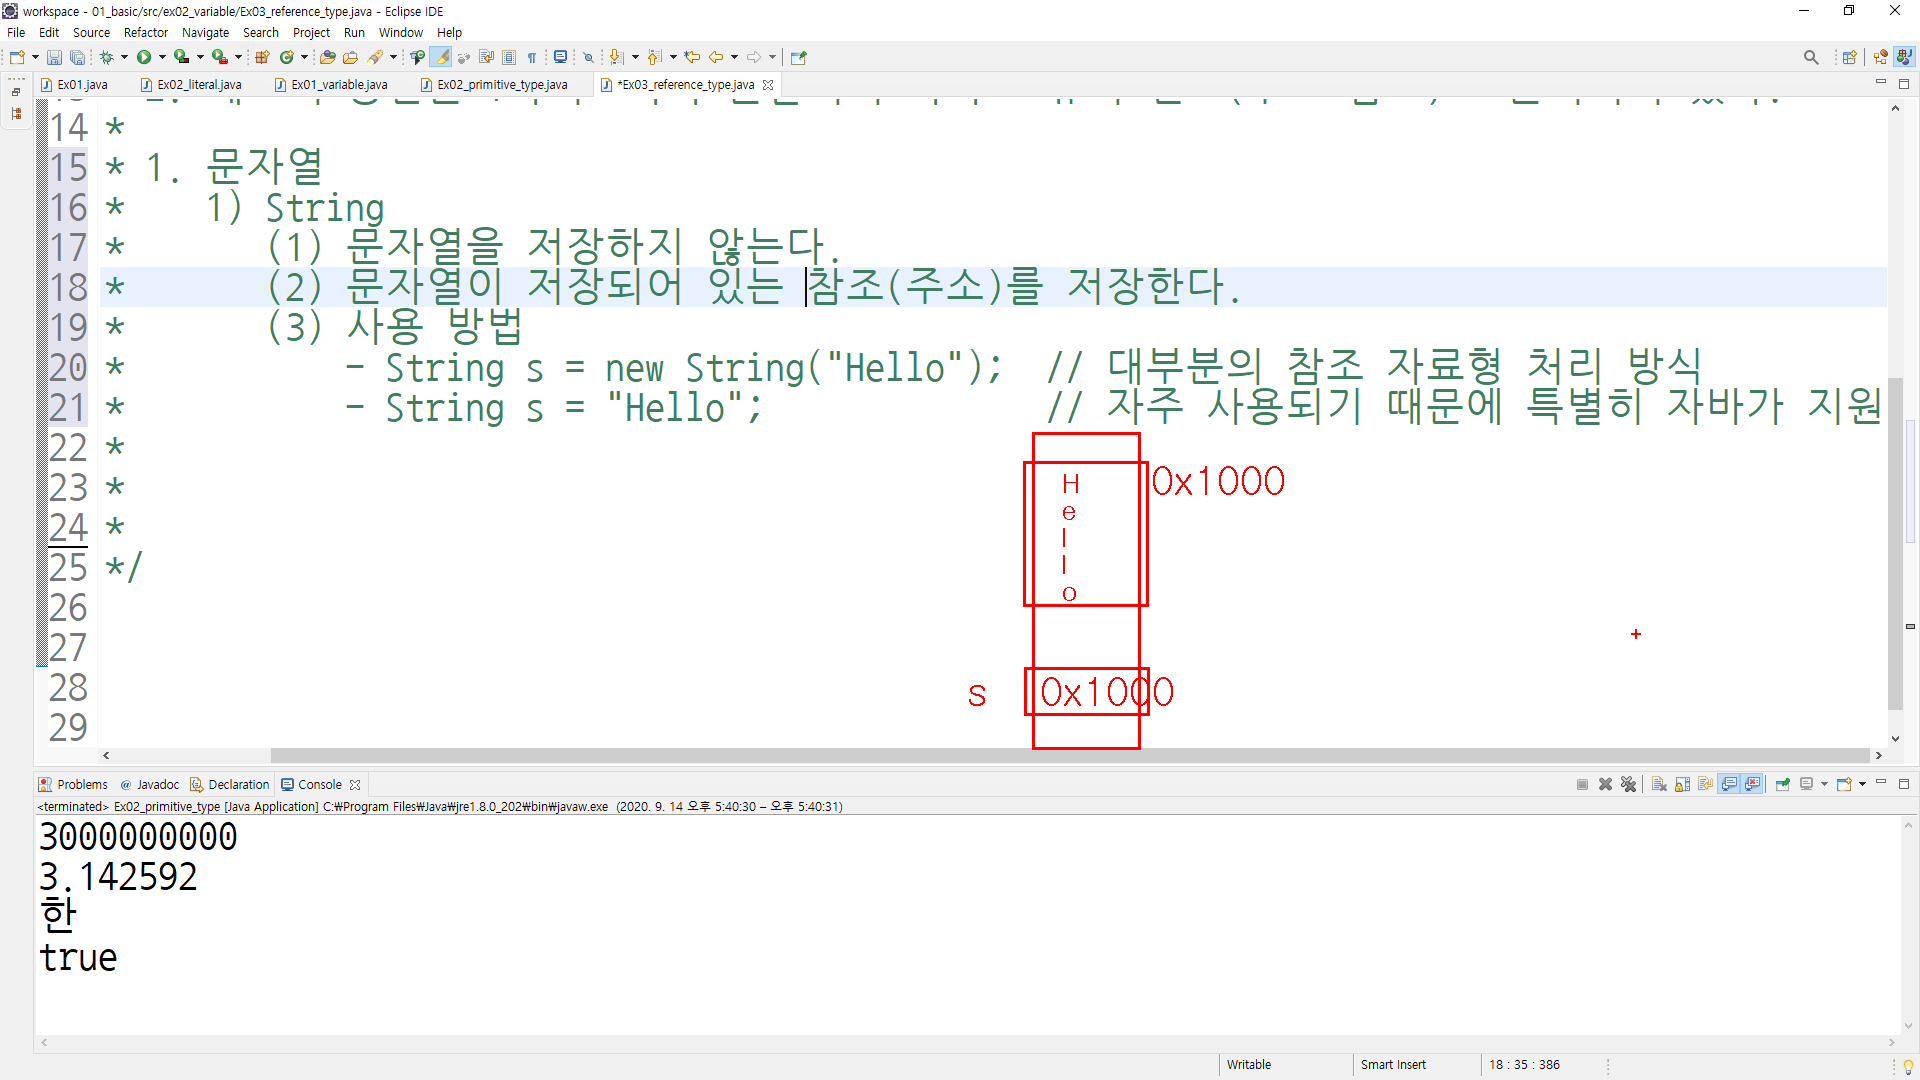 workspace - 01_basic/src/ex02_variable/Ex03_reference_type.java - Eclipse IDE
File Edit Source Refactor Navigate Search Project Run Window Help
Ex01.java Ex02_literal.java Ex01_variable.java Ex02_primitive_type.java *Ex03_reference_type.java
14 *
15 * 1. 문자열
16 *    1) String
17 *       (1) 문자열을 저장하지 않는다.
18 *       (2) 문자열이 저장되어 있는 참조(주소)를 저장한다.
19 *       (3) 사용 방법
20 *           - String s = new String("Hello");  // 대부분의 참조 자료형 처리 방식
21 *           - String s = "Hello";              // 자주 사용되기 때문에 특별히 자바가 지원
22 *
23 *
24 *
25 */
26
27
28
29
H
e
l
l
o
0x1000
s 0x1000
Problems @ Javadoc Declaration Console
<terminated> Ex02_primitive_type [Java Application] C:₩Program Files₩Java₩jre1.8.0_202₩bin₩javaw.exe (2020. 9. 14 오후 5:40:30 – 오후 5:40:31)
3000000000
3.142592
한
true
Writable Smart Insert 18 : 35 : 386